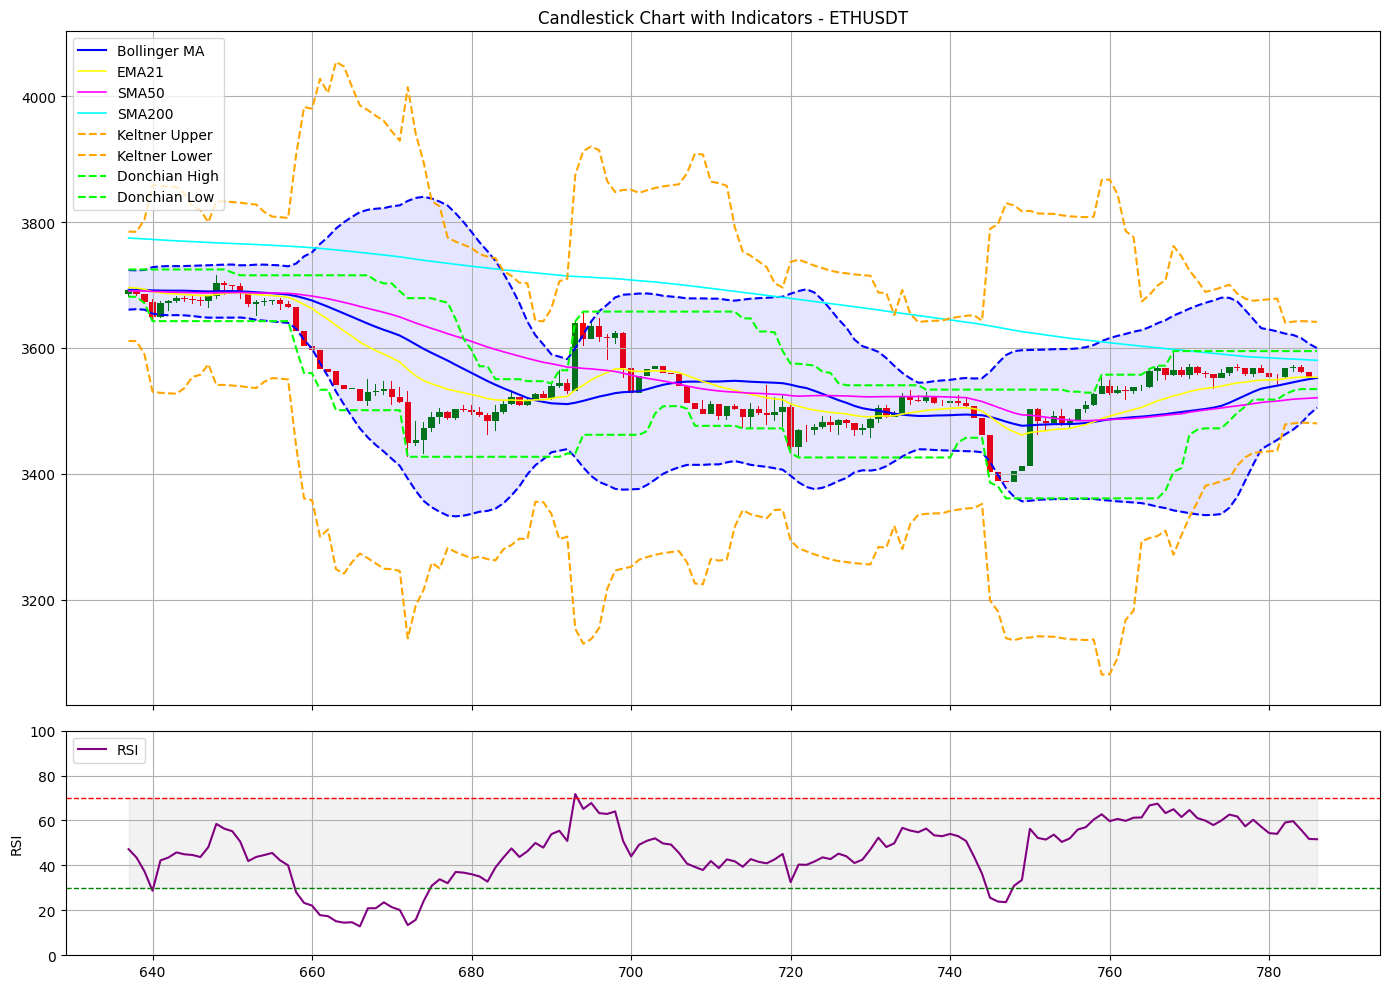 Candlestick Chart with Indicators - ETHUSDT
Bollinger MA
EMA21
SMA50
SMA200
Keltner Upper
Keltner Lower
Donchian High
Donchian Low
4000
3800
3600
3400
3200
RSI
100
80
60
40
20
0
RSI
640
660
680
700
720
740
760
780